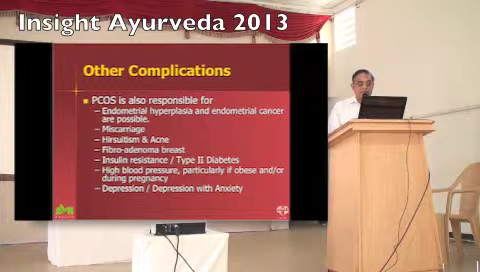 Insight Ayurveda 2013
Other Complications
PCOS is also responsible for
– Endometrial hyperplasia and endometrial cancer
are possible.
– Miscarriage
– Hirsuitism & Acne
– Fibro-adenoma breast
– Insulin resistance / Type II Diabetes
– High blood pressure, particularly if obese and/or
during pregnancy
– Depression / Depression with Anxiety